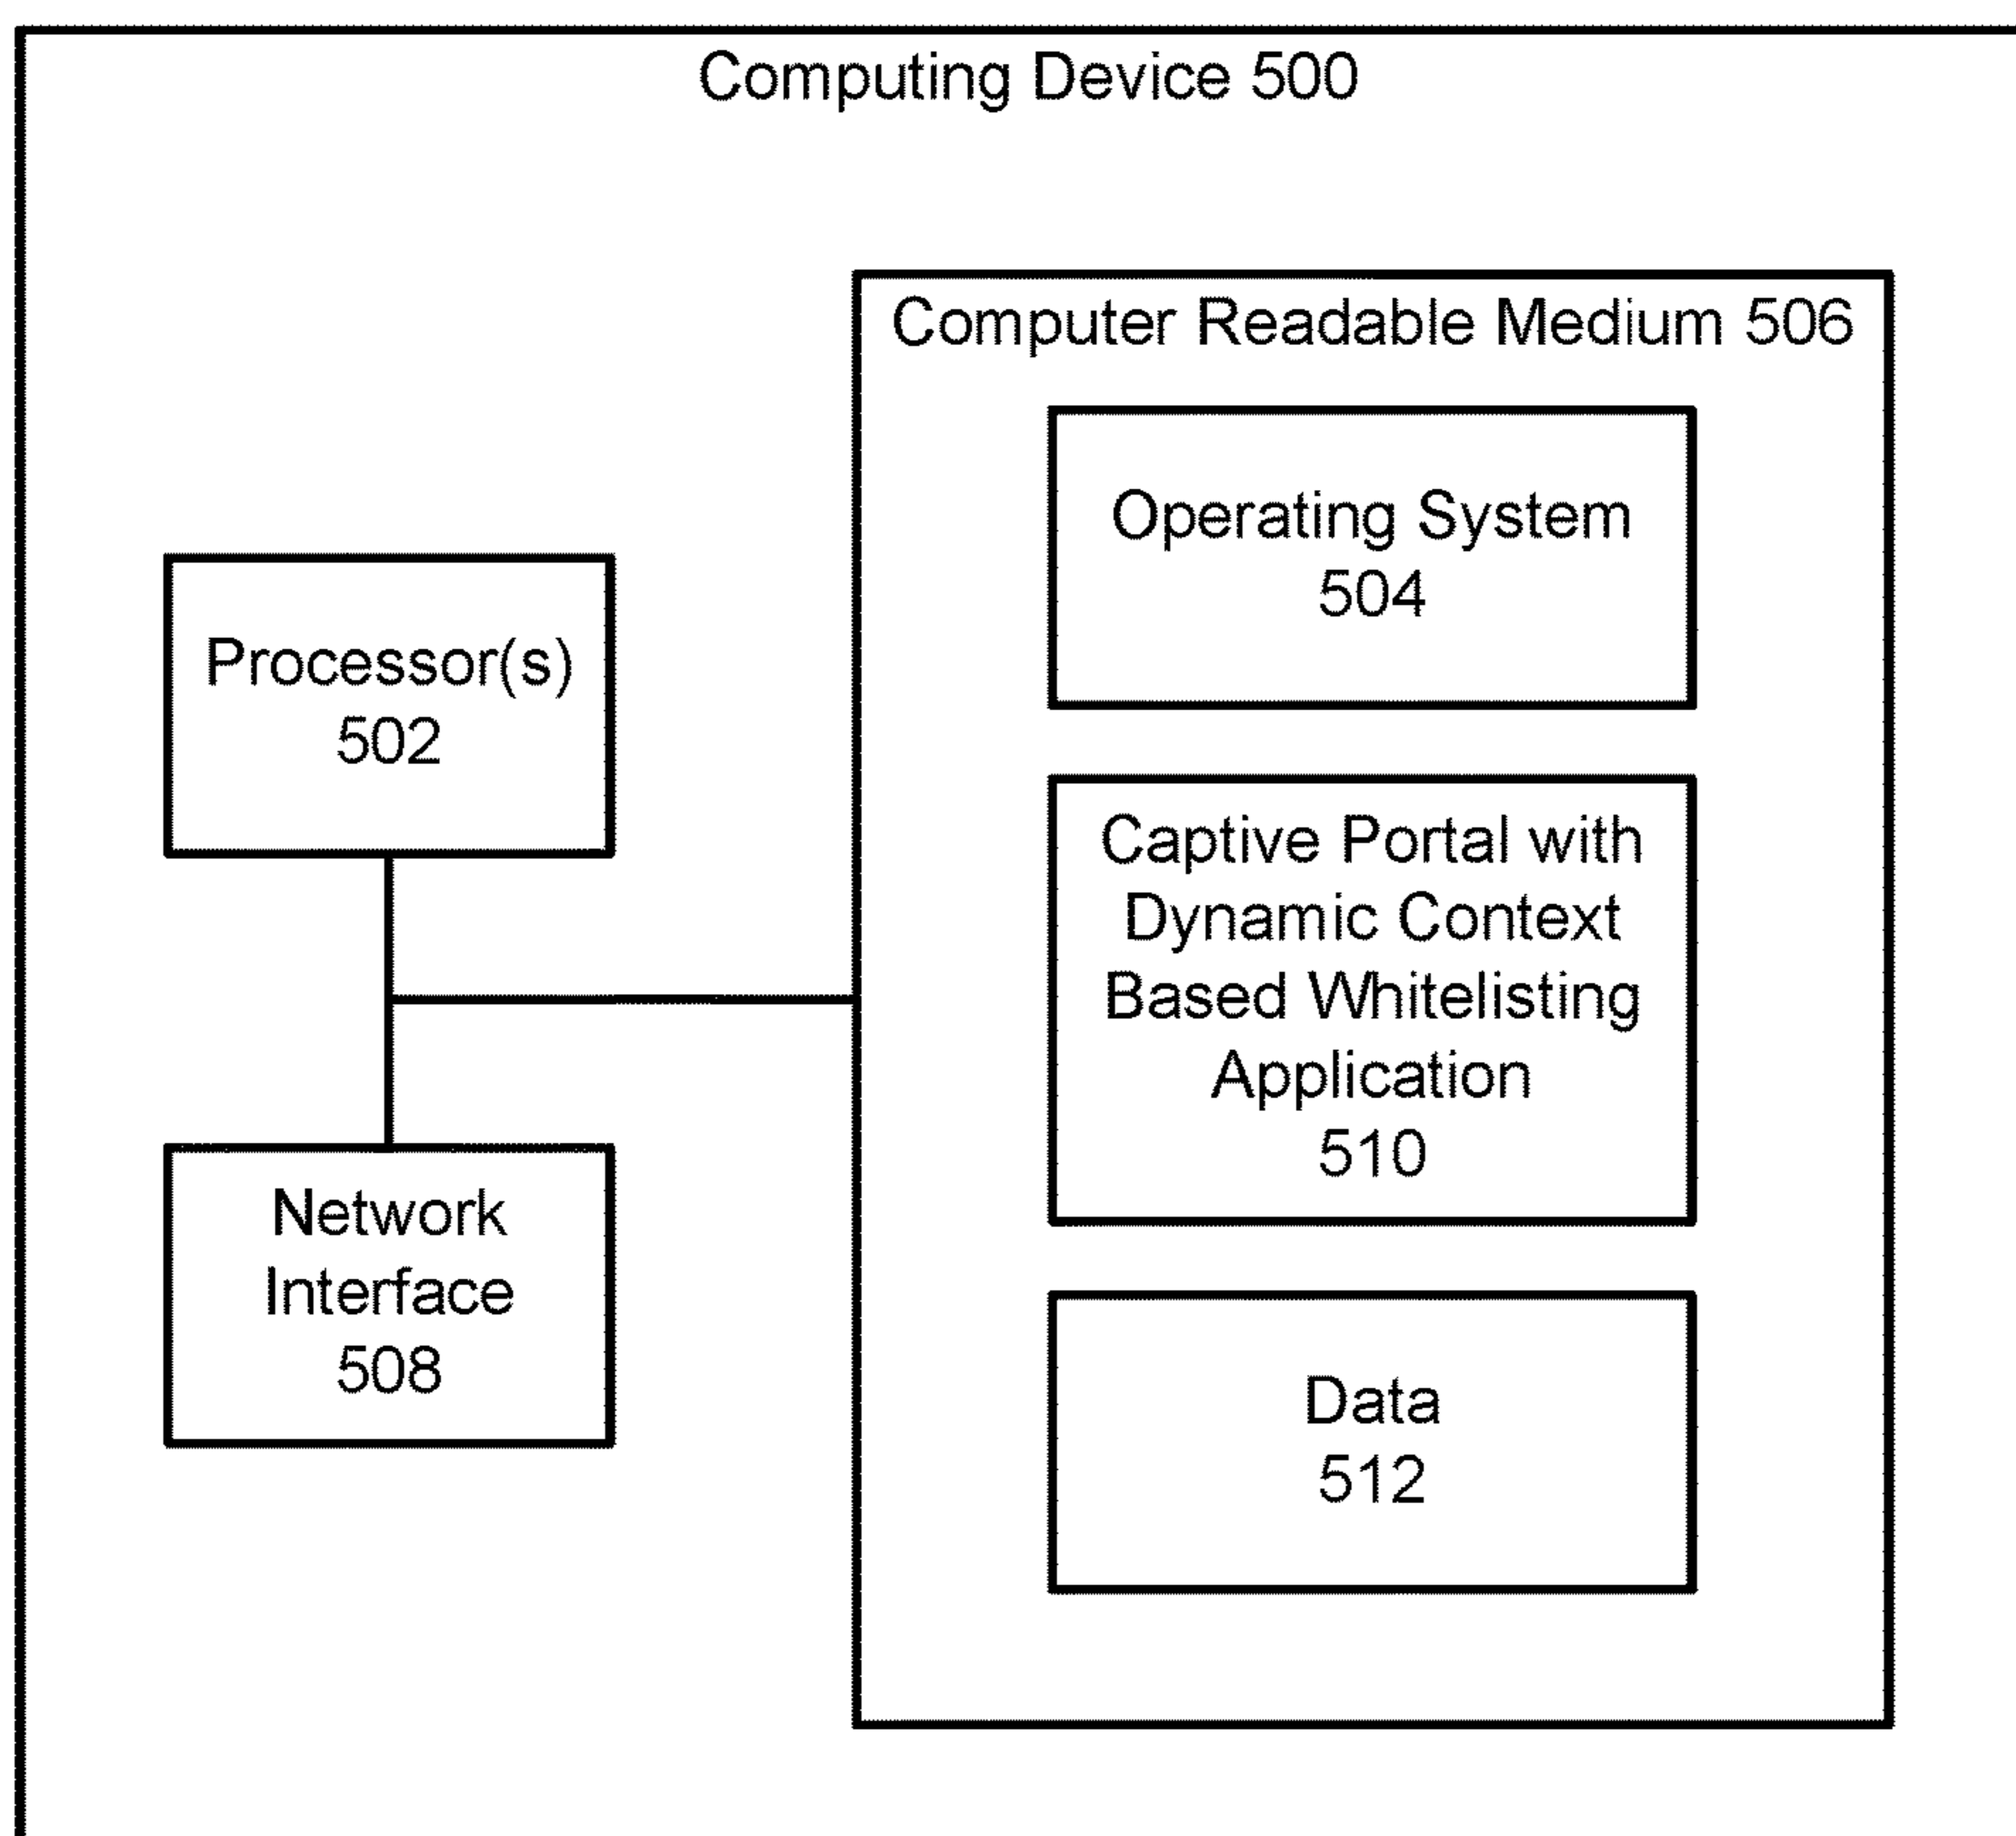 Computing Device 500
Computer Readable Medium 506
Operating System
504
Processor(s)
502
Captive Portal with
Dynamic Context
Based Whitelisting
Application
510
Network
Interface
508
Data
512